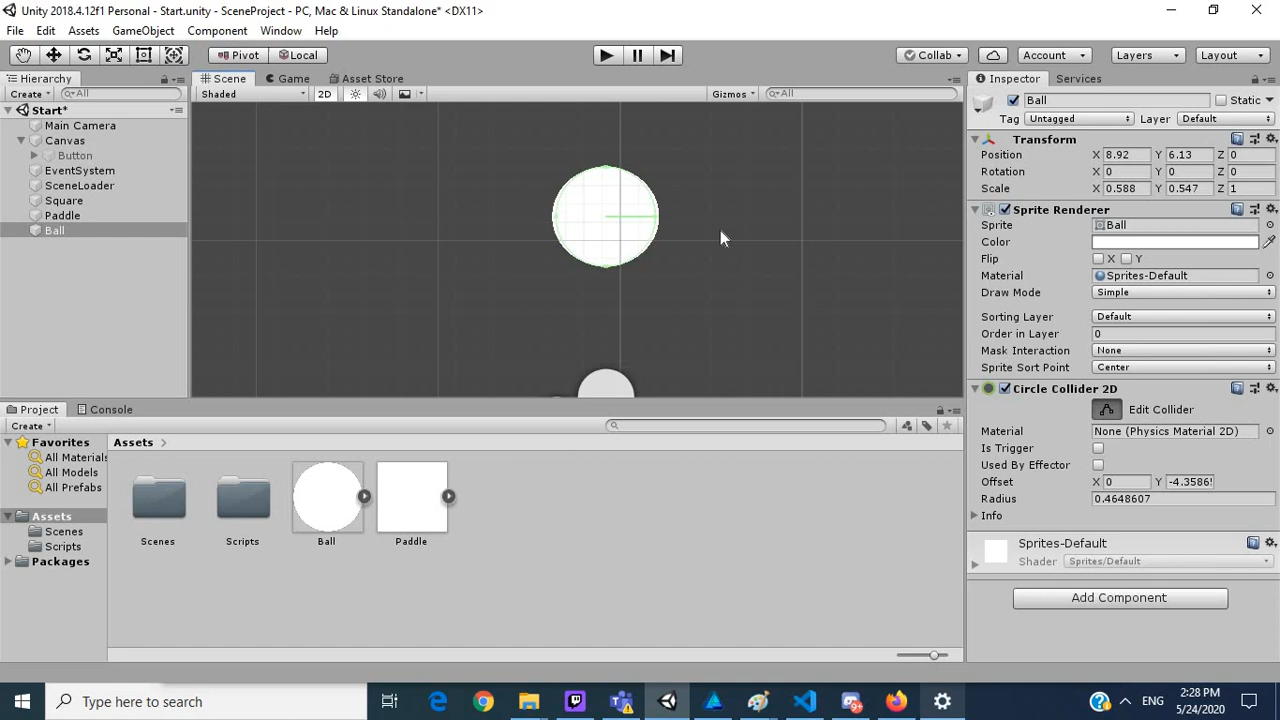 Unity 2018.4.12f1 Personal - Start.unity - SceneProject - PC, Mac & Linux Standalone* <DX11>
File Edit Assets GameObject Component Window Help
Pivot Local Collab Account Layers Layout
Hierarchy Scene Game Asset Store Inspector Services
Create All Shaded 2D Gizmos All Ball Static
Start* Tag Untagged Layer Default
Main Camera
Canvas
Button
EventSystem
SceneLoader
Square
Paddle
Ball
Transform
Position X 8.92 Y 6.13 Z 0
Rotation X 0 Y 0 Z 0
Scale X 0.588 Y 0.547 Z 1
Sprite Renderer
Sprite Ball
Color
Flip X Y
Material Sprites-Default
Draw Mode Simple
Sorting Layer Default
Order in Layer 0
Mask Interaction None
Sprite Sort Point Center
Circle Collider 2D
Edit Collider
Material None (Physics Material 2D)
Is Trigger
Used By Effector
Offset X 0 Y -4.3586
Radius 0.4648607
Info
Sprites-Default
Shader Sprites/Default
Add Component
Project Console
Create
Favorites
All Materials
All Models
All Prefabs
Assets
Scenes
Scripts
Packages
Assets
Scenes Scripts Ball Paddle
Type here to search
ENG
2:28 PM
5/24/2020